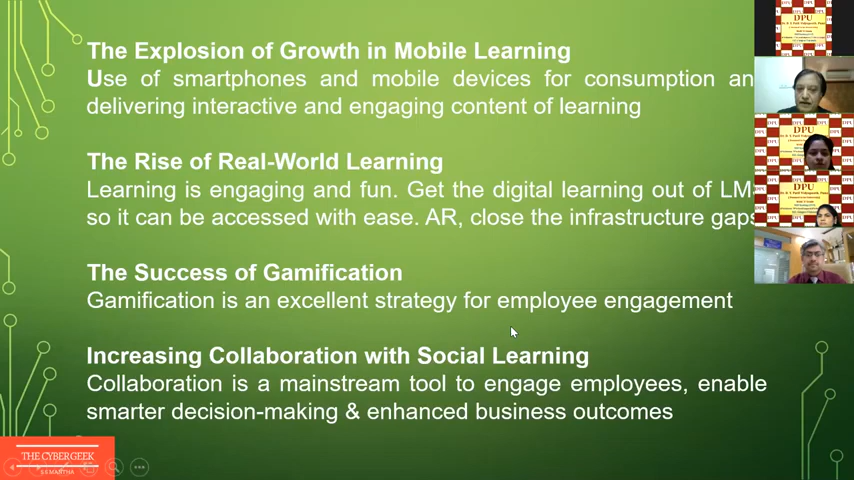 The Explosion of Growth in Mobile Learning
Use of smartphones and mobile devices for consumption an
delivering interactive and engaging content of learning
The Rise of Real-World Learning
Learning is engaging and fun. Get the digital learning out of LM
so it can be accessed with ease. AR, close the infrastructure gaps
The Success of Gamification
Gamification is an excellent strategy for employee engagement
Increasing Collaboration with Social Learning
Collaboration is a mainstream tool to engage employees, enable
smarter decision-making & enhanced business outcomes
THE CYBERGEEK
DPU
DPU
DPU